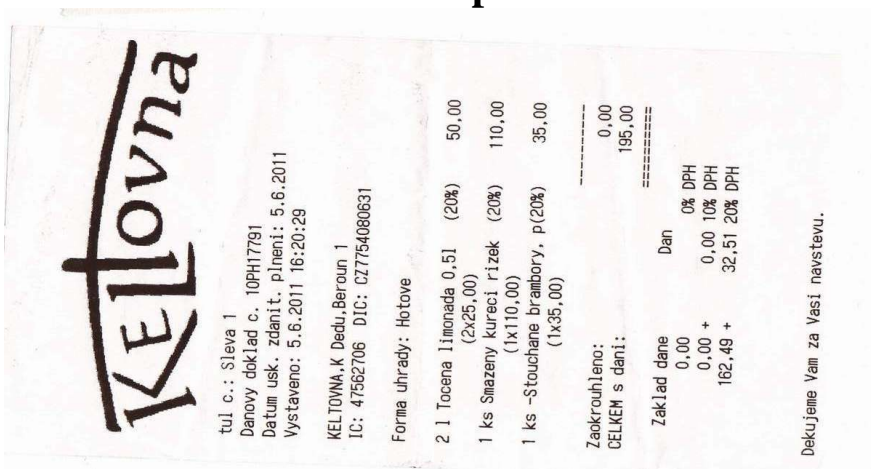 KELTovna
tul c.: Sleva 1
Danovy doklad c. 10PH17791
Datum usk. zdanit. plneni: 5.6.2011
Vystaveno: 5.6.2011 16:20:29
KELTOVNA,K Dedu,Beroun 1
IC: 47562706 DIC: CZ7754080631
Forma uhrady: Hotove
2 l Tocena limonada 0,5l (20%) 50,00
(2x25,00)
1 ks Smazeny kureci rizek (20%) 110,00
(1x110,00)
1 ks -Stouchane brambory, p(20%) 35,00
(1x35,00)
-----------
Zaokrouhleno: 0,00
CELKEM s dani: 195,00
===========
Zaklad dane Dan
0,00 0% DPH
0,00 + 0,00 10% DPH
162,49 + 32,51 20% DPH
Dekujeme Vam za Vasi navstevu.